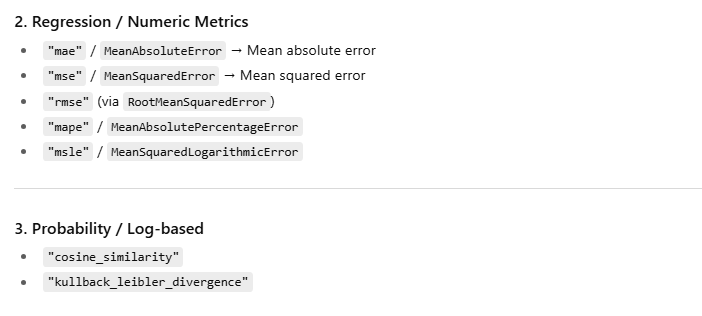 2. Regression / Numeric Metrics
"mae" / MeanAbsoluteError → Mean absolute error
"mse" / MeanSquaredError → Mean squared error
"rmse" (via RootMeanSquaredError)
"mape" / MeanAbsolutePercentageError
"msle" / MeanSquaredLogarithmicError
3. Probability / Log-based
"cosine_similarity"
"kullback_leibler_divergence"